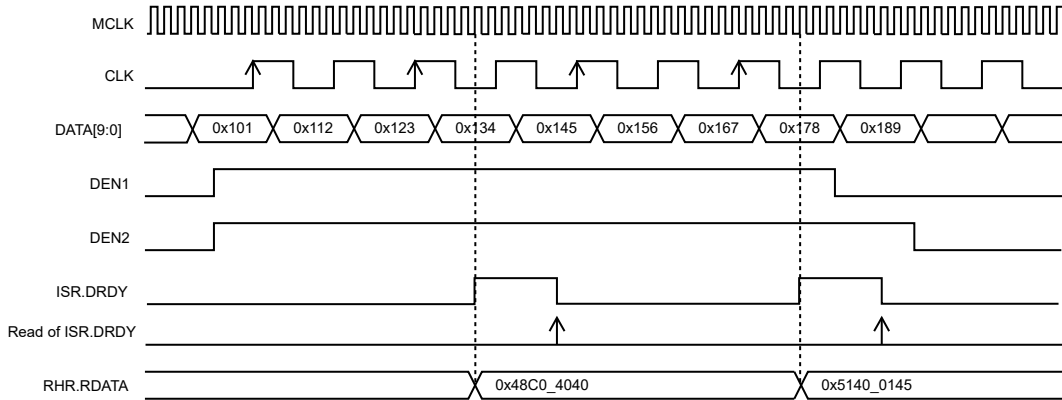 MCLK
CLK
DATA[9:0] 0x101 0x112 0x123 0x134 0x145 0x156 0x167 0x178 0x189
DEN1
DEN2
ISR.DRDY
Read of ISR.DRDY
RHR.RDATA 0x48C0_4040 0x5140_0145